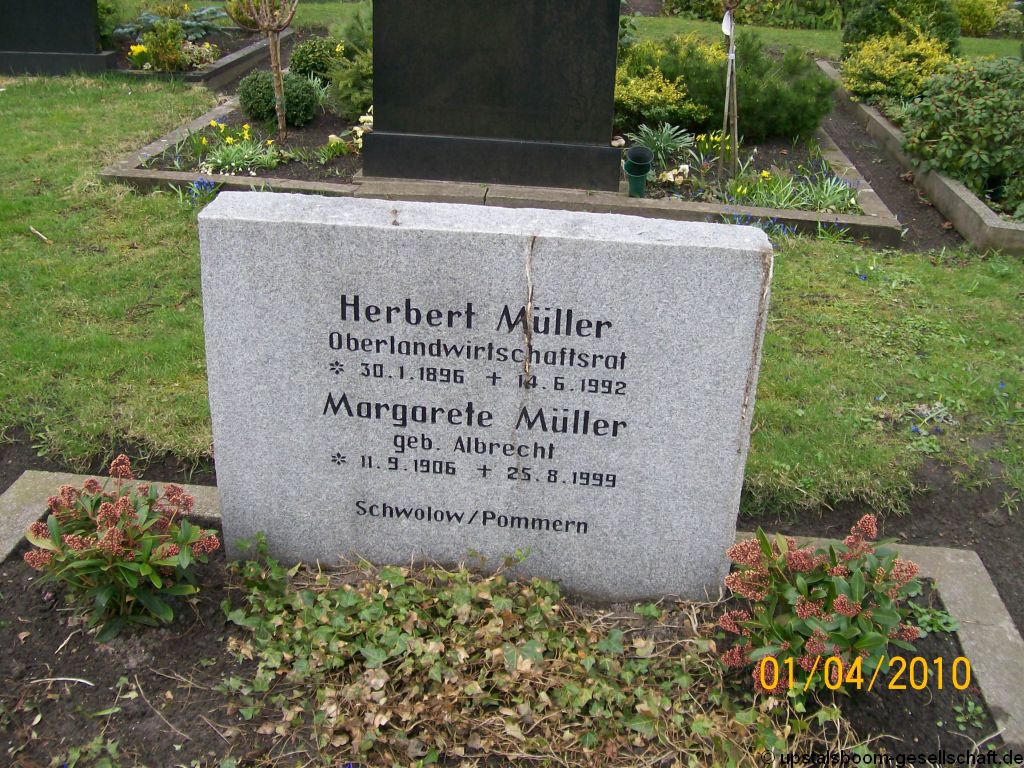 Herbert Müller
Oberlandwirtschaftsrat
* 30.1.1896 + 14.6.1992
Margarete Müller
geb. Albrecht
* 11.9.1906 + 25.8.1999
Schwolow/Pommern
01/04/2010
© upstalsboom-gesellschaft.de